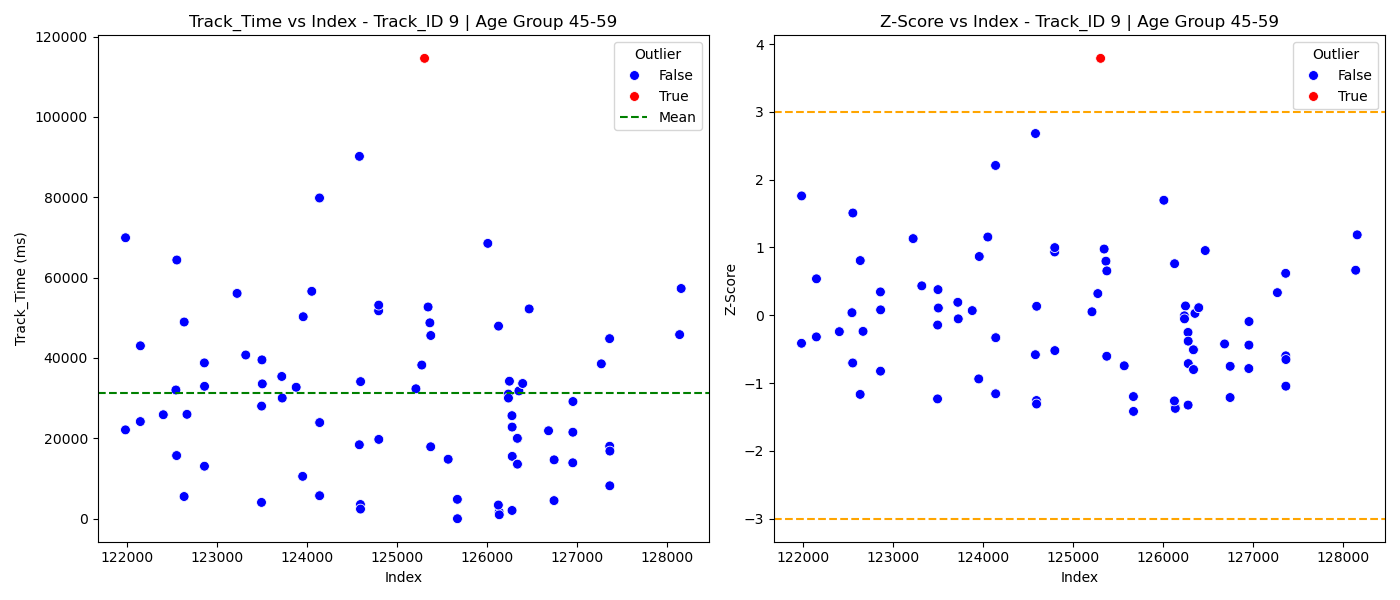 Track_Time vs Index - Track_ID 9 | Age Group 45-59
Track_Time (ms)
120000
100000
80000
60000
40000
20000
0
122000 123000 124000 125000 126000 127000 128000
Index
Outlier
False
True
Mean
Z-Score vs Index - Track_ID 9 | Age Group 45-59
Z-Score
4
3
2
1
0
−1
−2
−3
122000 123000 124000 125000 126000 127000 128000
Index
Outlier
False
True